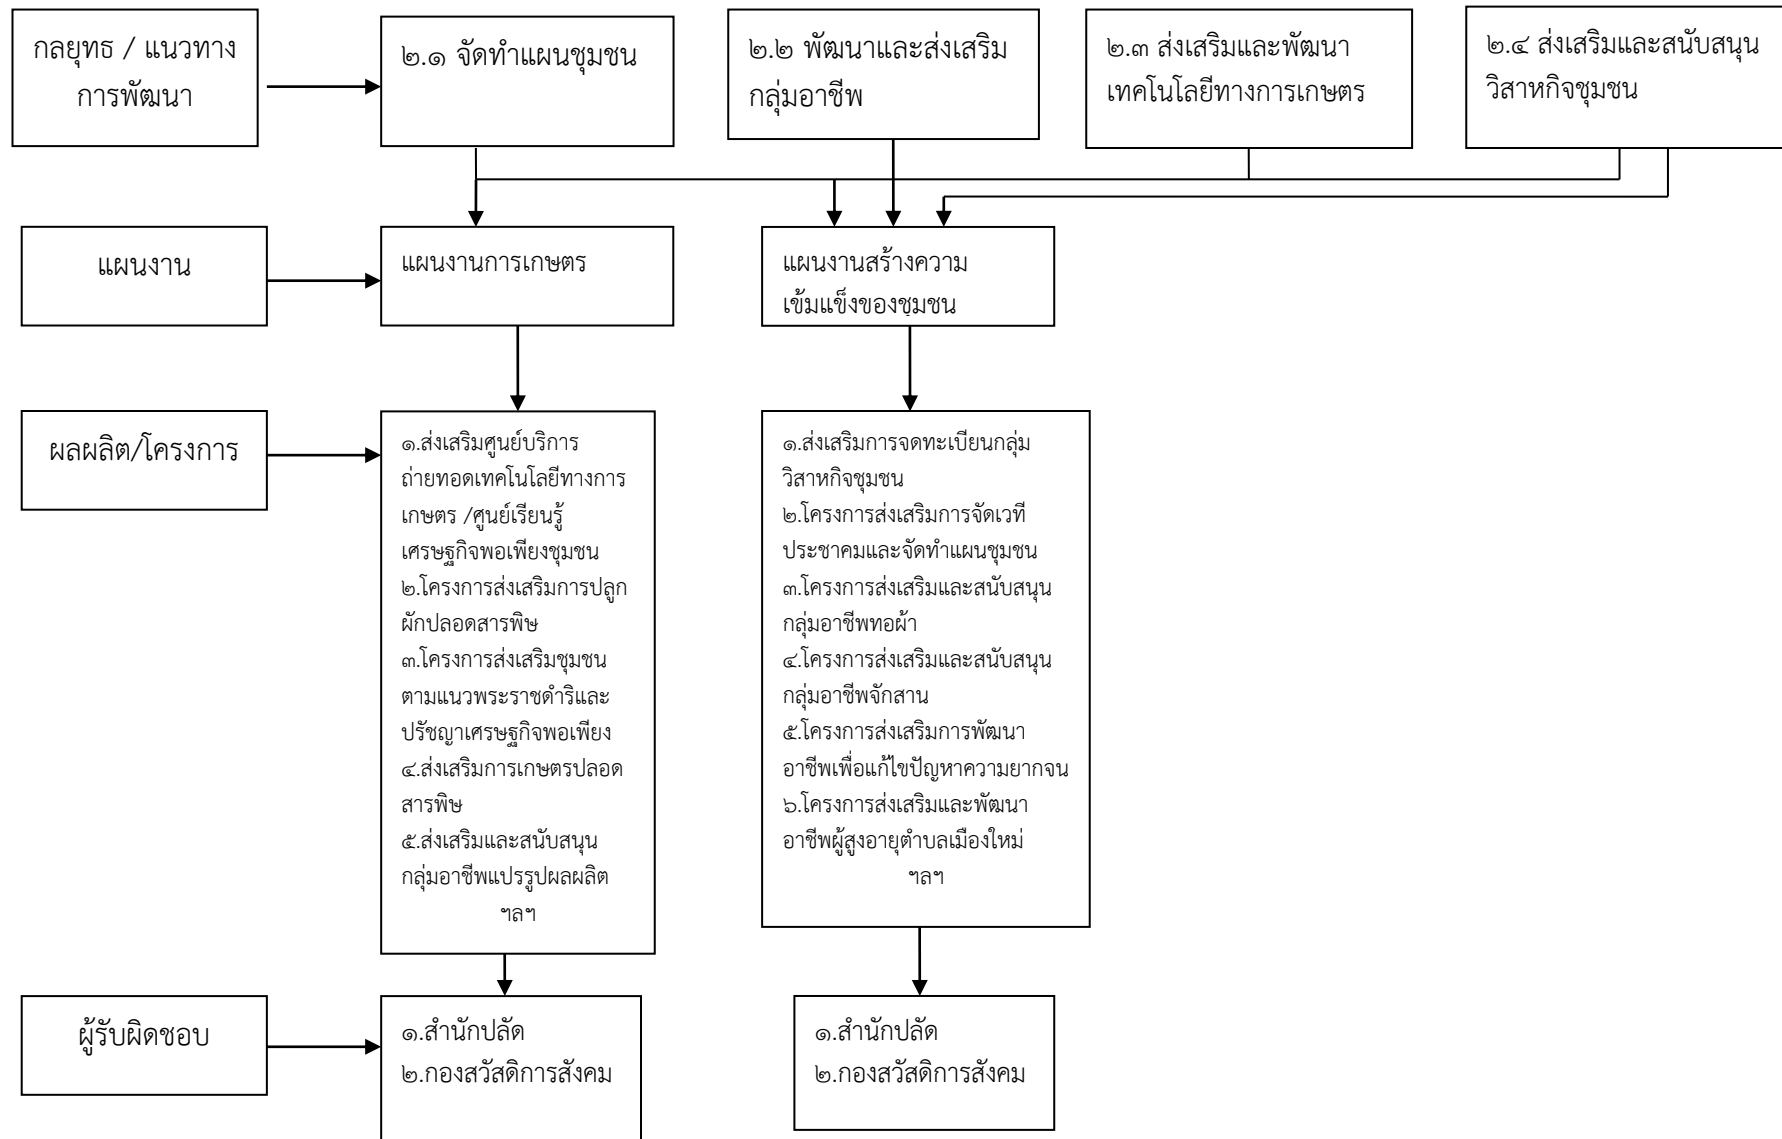 กลยุทธ / แนวทาง
การพัฒนา
๒.๑ จัดทำแผนชุมชน
๒.๒ พัฒนาและส่งเสริม
กลุ่มอาชีพ
๒.๓ ส่งเสริมและพัฒนา
เทคโนโลยีทางการเกษตร
๒.๔ ส่งเสริมและสนับสนุน
วิสาหกิจชุมชน
แผนงาน
แผนงานการเกษตร
แผนงานสร้างความ
เข้มแข็งของชุมชน
ผลผลิต/โครงการ
๑.ส่งเสริมศูนย์บริการ
ถ่ายทอดเทคโนโลยีทางการ
เกษตร /ศูนย์เรียนรู้
เศรษฐกิจพอเพียงชุมชน
๒.โครงการส่งเสริมการปลูก
ผักปลอดสารพิษ
๓.โครงการส่งเสริมชุมชน
ตามแนวพระราชดำริและ
ปรัชญาเศรษฐกิจพอเพียง
๔.ส่งเสริมการเกษตรปลอด
สารพิษ
๕.ส่งเสริมและสนับสนุน
กลุ่มอาชีพแปรรูปผลผลิต
ฯลฯ
๑.ส่งเสริมการจดทะเบียนกลุ่ม
วิสาหกิจชุมชน
๒.โครงการส่งเสริมการจัดเวที
ประชาคมและจัดทำแผนชุมชน
๓.โครงการส่งเสริมและสนับสนุน
กลุ่มอาชีพทอผ้า
๔.โครงการส่งเสริมและสนับสนุน
กลุ่มอาชีพจักสาน
๕.โครงการส่งเสริมการพัฒนา
อาชีพเพื่อแก้ไขปัญหาความยากจน
๖.โครงการส่งเสริมและพัฒนา
อาชีพผู้สูงอายุตำบลเมืองใหม่
ฯลฯ
ผู้รับผิดชอบ
๑.สำนักปลัด
๒.กองสวัสดิการสังคม
๑.สำนักปลัด
๒.กองสวัสดิการสังคม